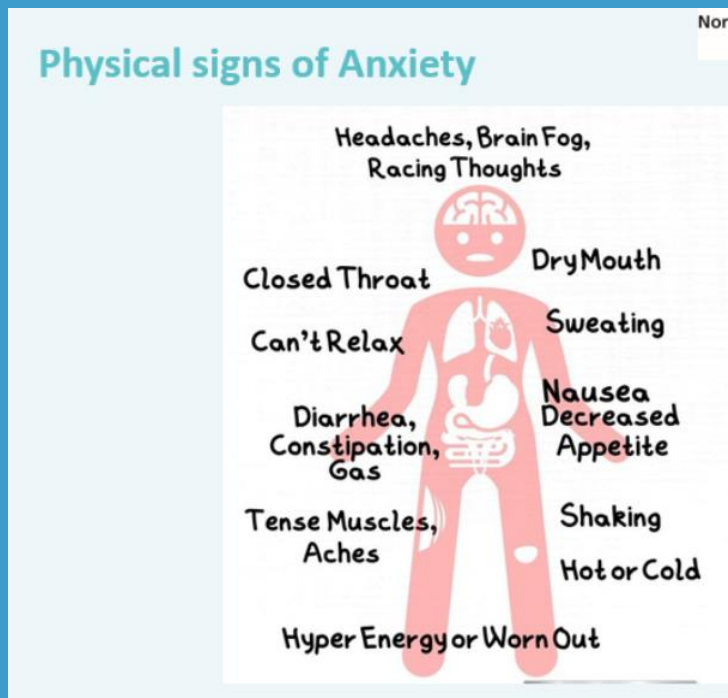 Nor
Physical signs of Anxiety
Headaches, Brain Fog,
Racing Thoughts
Dry Mouth
Closed Throat
Sweating
Can't Relax
Nausea
Decreased
Appetite
Diarrhea,
Constipation,
Gas
Shaking
Tense Muscles,
Aches
Hot or Cold
Hyper Energy or Worn Out